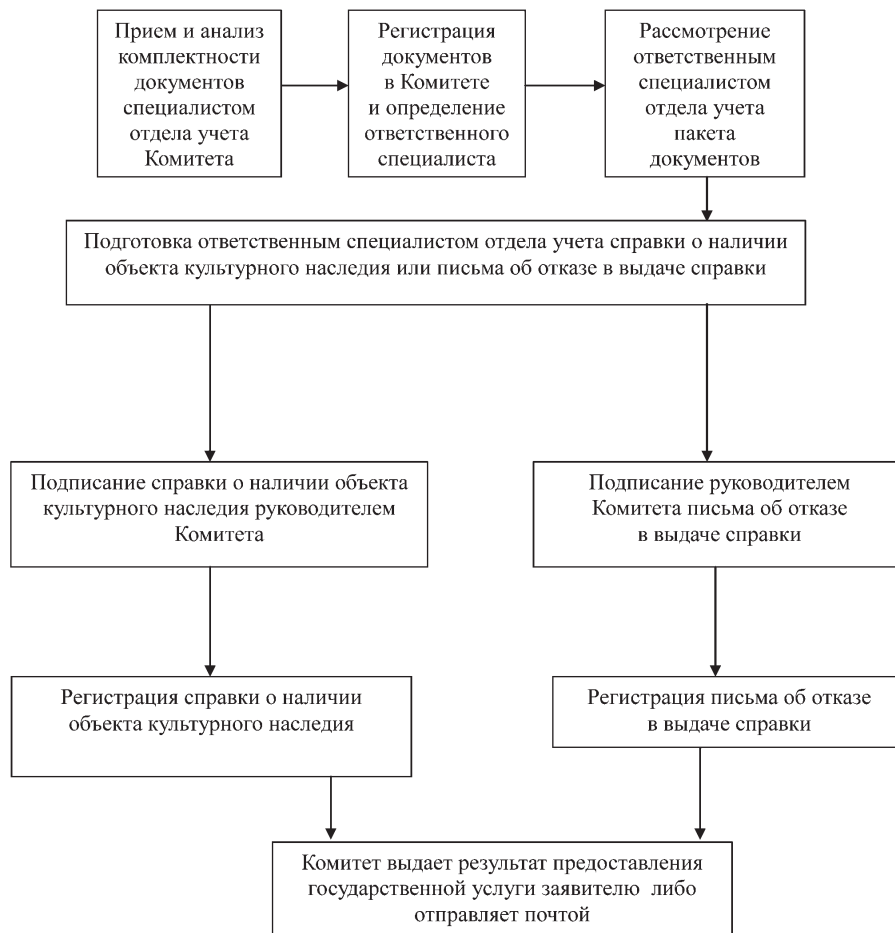 Прием и анализ
комплектности
документов
специалистом
отдела учета
Комитета
Регистрация
документов
в Комитете
и определение
ответственного
специалиста
Рассмотрение
ответственным
специалистом
отдела учета
пакета
документов
Подготовка ответственным специалистом отдела учета справки о наличии
объекта культурного наследия или письма об отказе в выдаче справки
Подписание справки о наличии объекта
культурного наследия руководителем
Комитета
Подписание руководителем
Комитета письма об отказе
в выдаче справки
Регистрация справки о наличии
объекта культурного наследия
Регистрация письма об отказе
в выдаче справки
Комитет выдает результат предоставления
государственной услуги заявителю либо
отправляет почтой